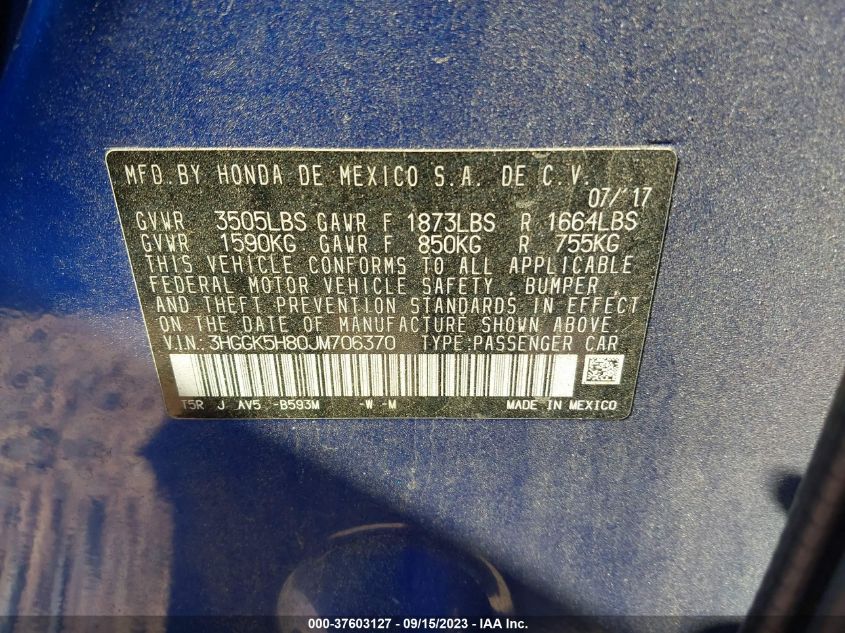 MFD. BY HONDA DE MEXICO S.A. DE C.V.
07/'17
GVWR 3505LBS GAWR F 1873LBS R 1664LBS
GVWR 1590KG GAWR F 850KG R 755KG
THIS VEHICLE CONFORMS TO ALL APPLICABLE
FEDERAL MOTOR VEHICLE SAFETY, BUMPER,
AND THEFT PREVENTION STANDARDS IN EFFECT
ON THE DATE OF MANUFACTURE SHOWN ABOVE.
V.I.N.: 3HGGK5H80JM706370 TYPE: PASSENGER CAR
T5R J AV5 -B593M -W -M MADE IN MEXICO
000-37603127 - 09/15/2023 - IAA Inc.